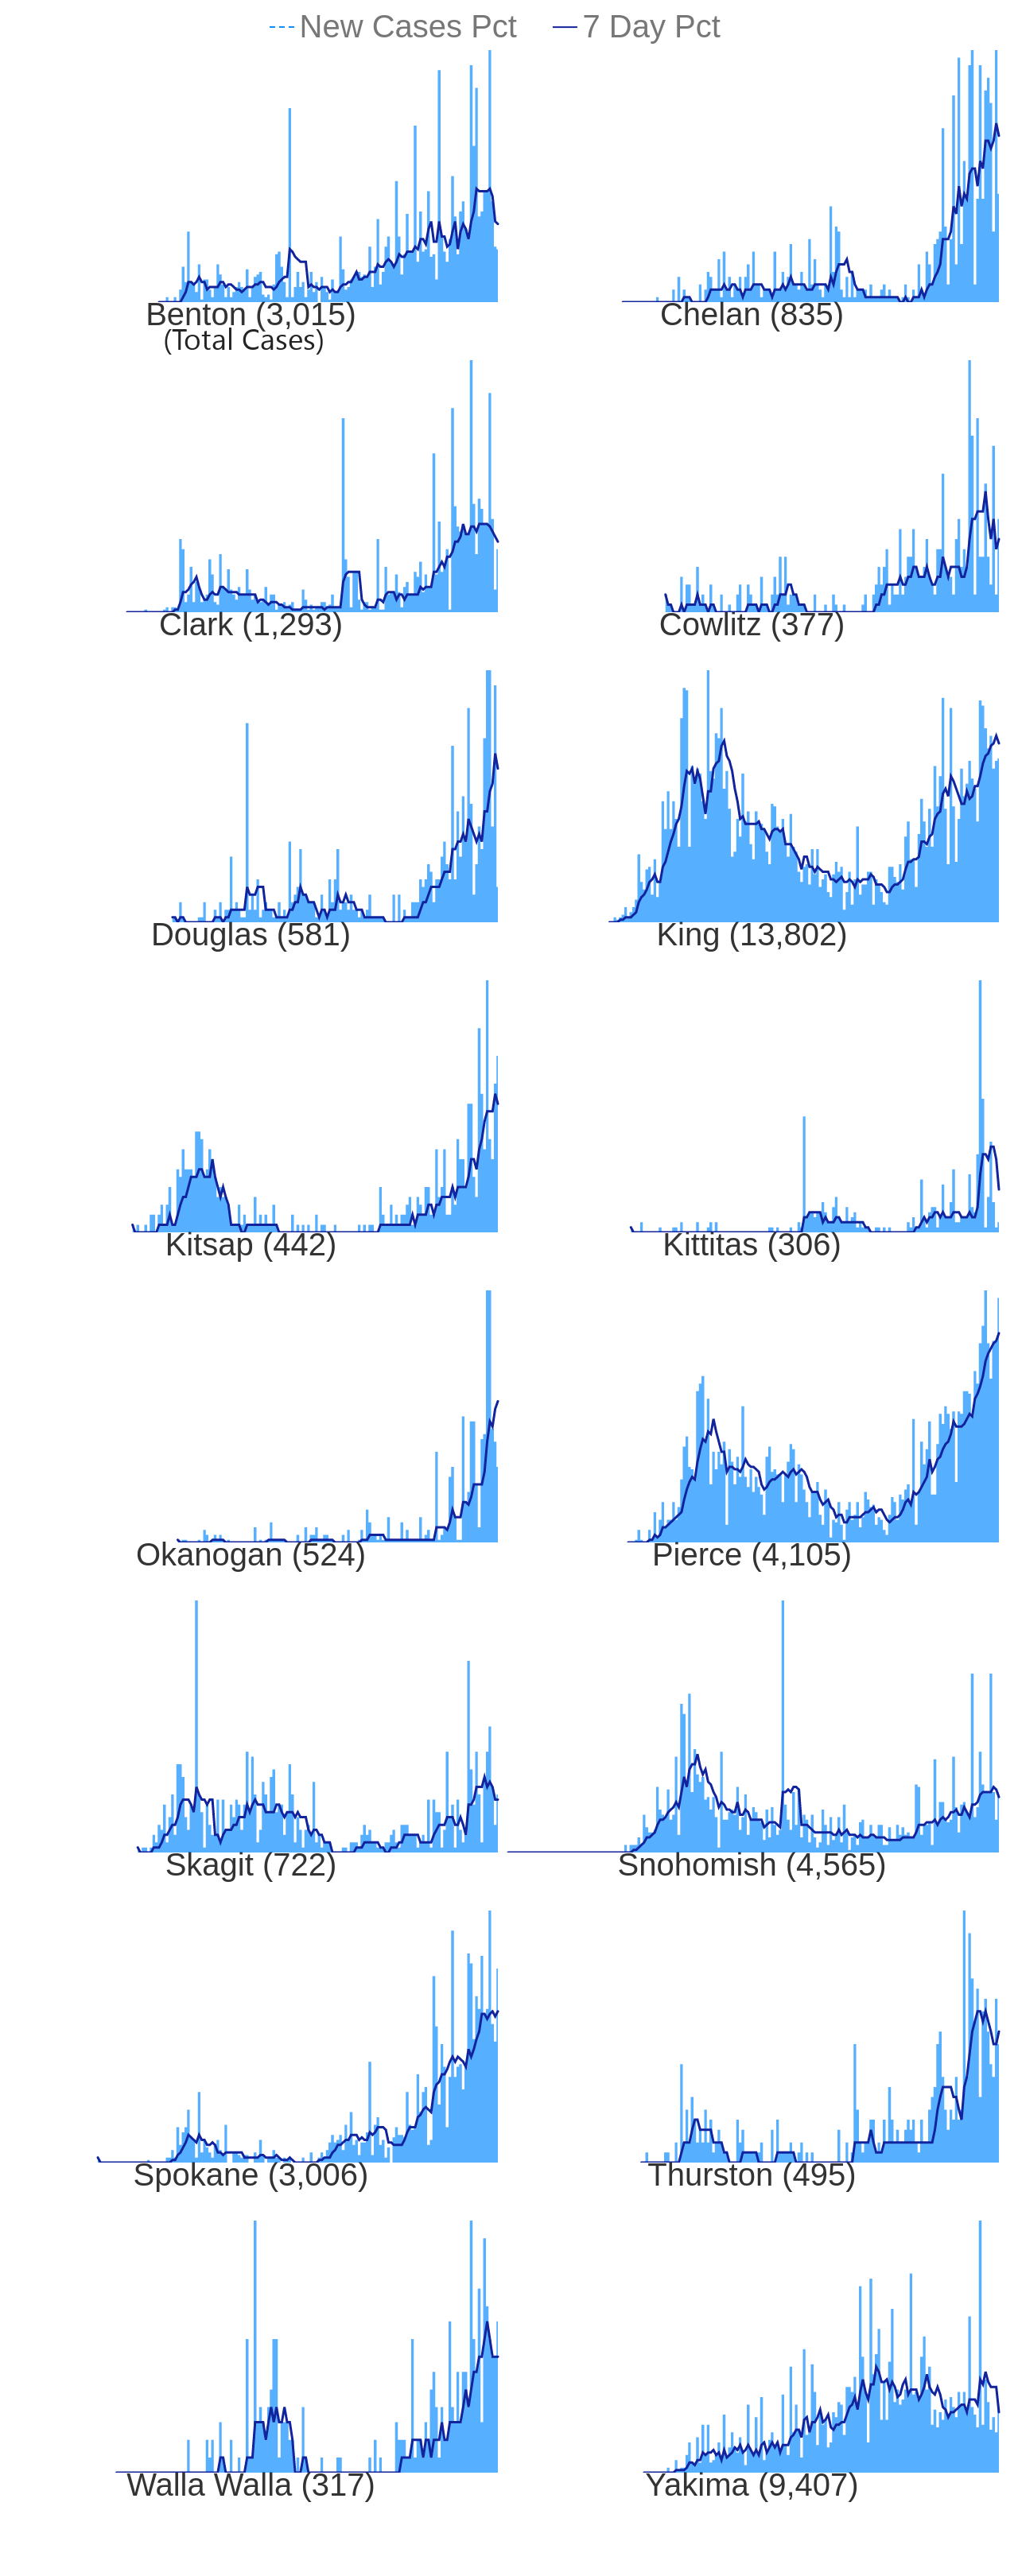 New Cases Pct 7 Day Pct
Benton (3,015) Chelan (835)
(Total Cases)
Clark (1,293) Cowlitz (377)
Douglas (581) King (13,802)
Kitsap (442) Kittitas (306)
Okanogan (524) Pierce (4,105)
Skagit (722) Snohomish (4,565)
Spokane (3,006) Thurston (495)
Walla Walla (317) Yakima (9,407)